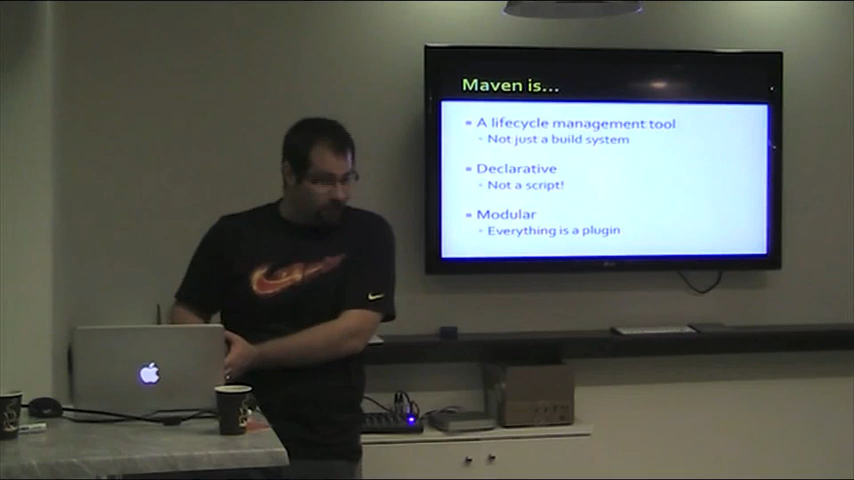 Maven is...
A lifecycle management tool
- Not just a build system
Declarative
- Not a script!
Modular
- Everything is a plugin